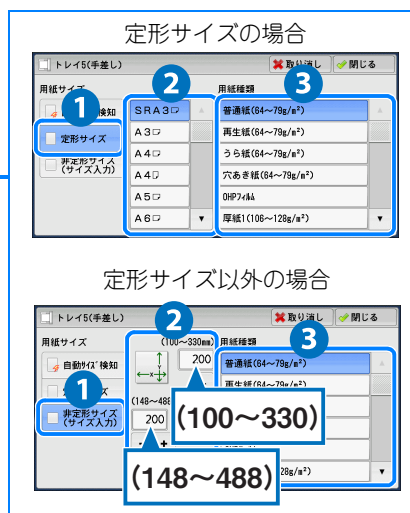 定形サイズの場合
トレイ5(手差し)
取り消し
閉じる
用紙サイズ
用紙種類
1
2
3
検知
定形サイズ
非定形サイズ
(サイズ入力)
SRA3
A3
A4
A4
A5
A6
普通紙(64〜79g/m²)
再生紙(64〜79g/m²)
うら紙(64〜79g/m²)
穴あき紙(64〜79g/m²)
OHPフィルム
厚紙1(106〜128g/m²)
定形サイズ以外の場合
トレイ5(手差し)
取り消し
閉じる
用紙サイズ
(100〜330mm)
用紙種類
1
2
3
自動サイズ検知
ズ
非定形サイズ
(サイズ入力)
Y
X
200
(148〜488
200
(100〜330)
(148〜488)
普通紙(64〜79g/m²)
再生紙(64〜79g/m²)
28g/m²)